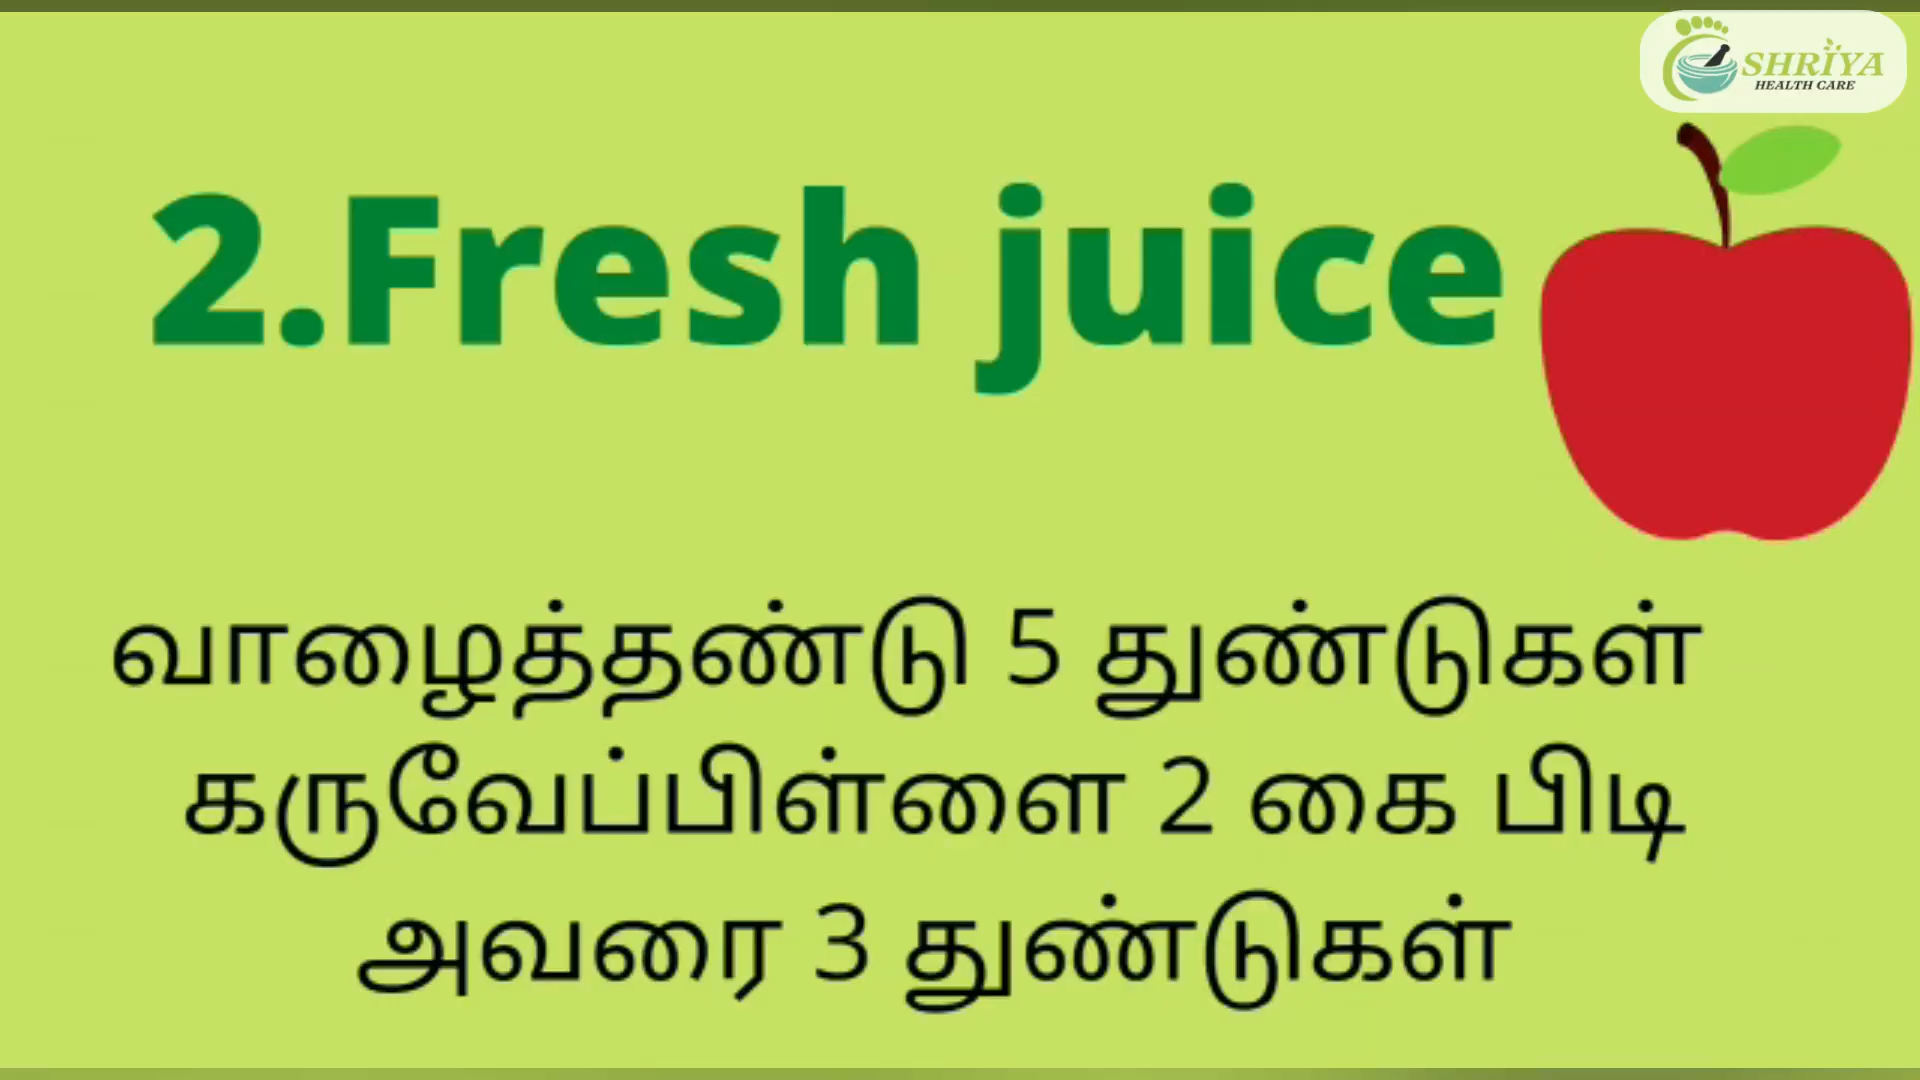 SHRIYA
HEALTH CARE
2.Fresh juice
வாழைத்தண்டு 5 துண்டுகள்
கருவேப்பிள்ளை 2 கை பிடி
அவரை 3 துண்டுகள்